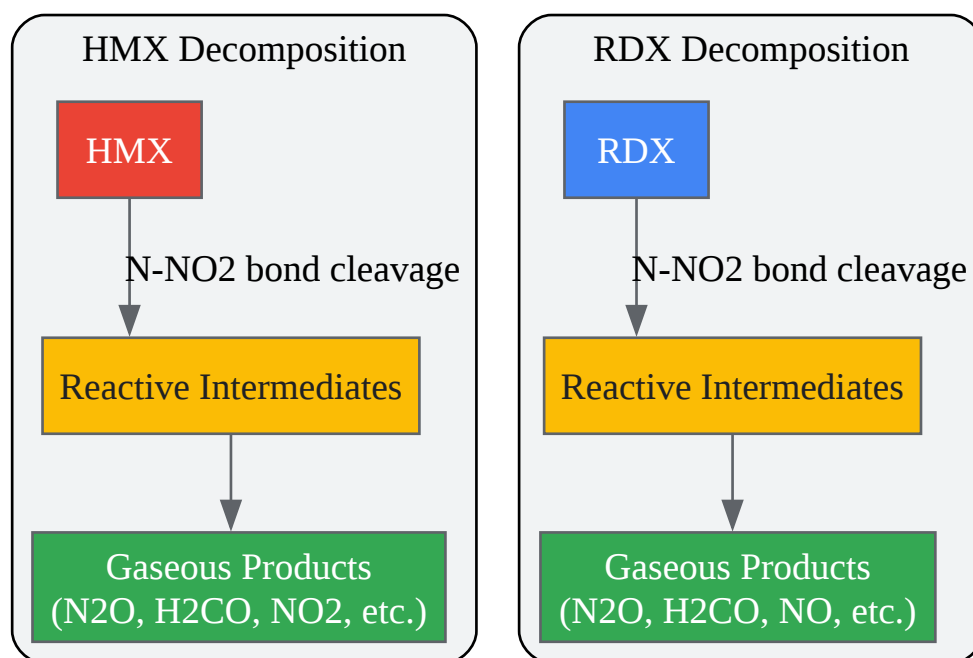 HMX Decomposition
HMX
N-NO2 bond cleavage
Reactive Intermediates
Gaseous Products
(N2O, H2CO, NO2, etc.)
RDX Decomposition
RDX
N-NO2 bond cleavage
Reactive Intermediates
Gaseous Products
(N2O, H2CO, NO, etc.)